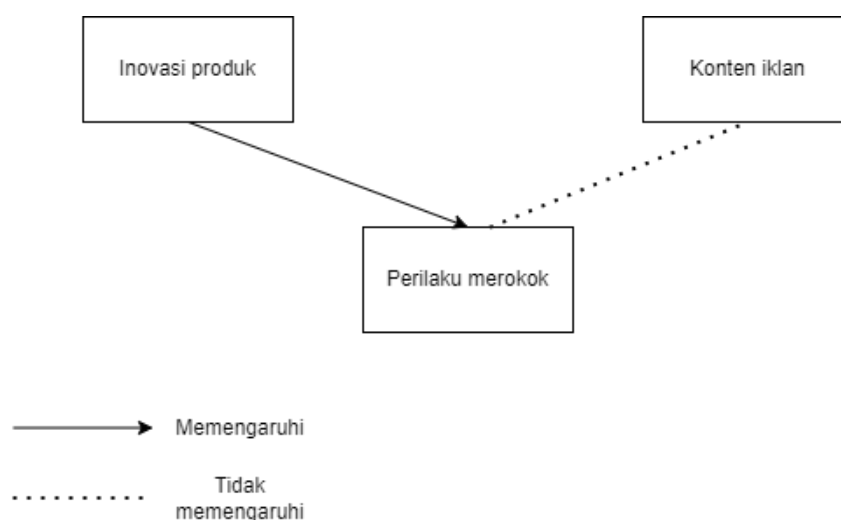 Inovasi produk
Konten iklan
Perilaku merokok
Memengaruhi
Tidak
memengaruhi